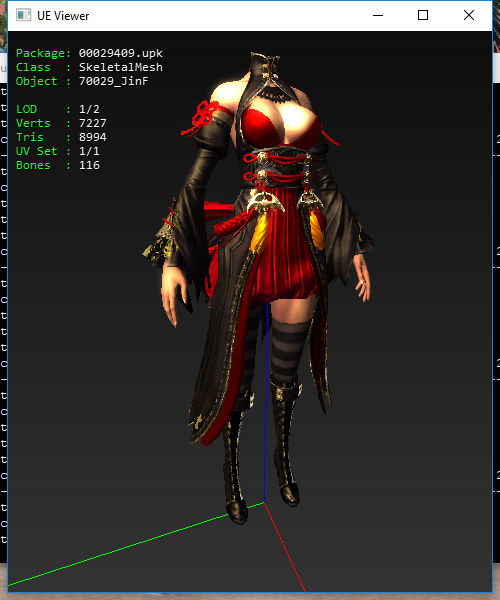 UE Viewer
Package: 00029409.upk
Class : SkeletalMesh
Object : 70029_JinF
LOD : 1/2
Verts : 7227
Tris : 8994
UV Set : 1/1
Bones : 116